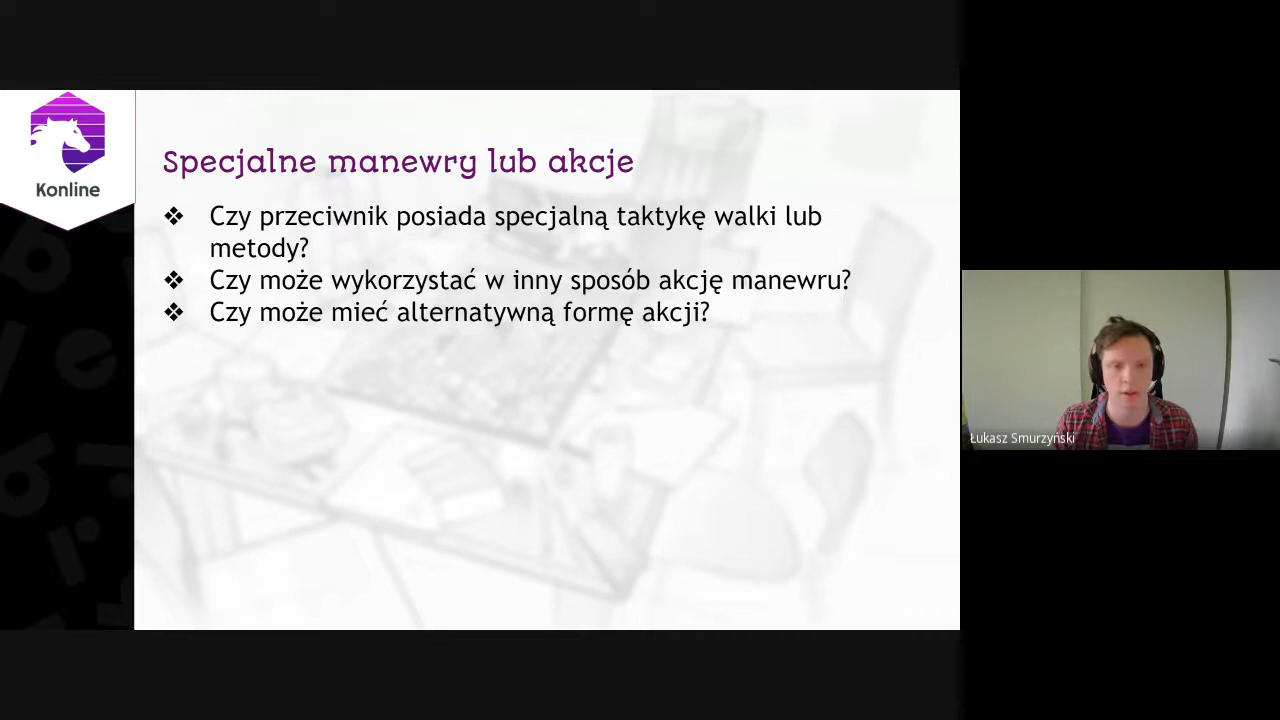 Konline
Specjalne manewry lub akcje
❖ Czy przeciwnik posiada specjalną taktykę walki lub
metody?
❖ Czy może wykorzystać w inny sposób akcję manewru?
❖ Czy może mieć alternatywną formę akcji?
Łukasz Smurzyński